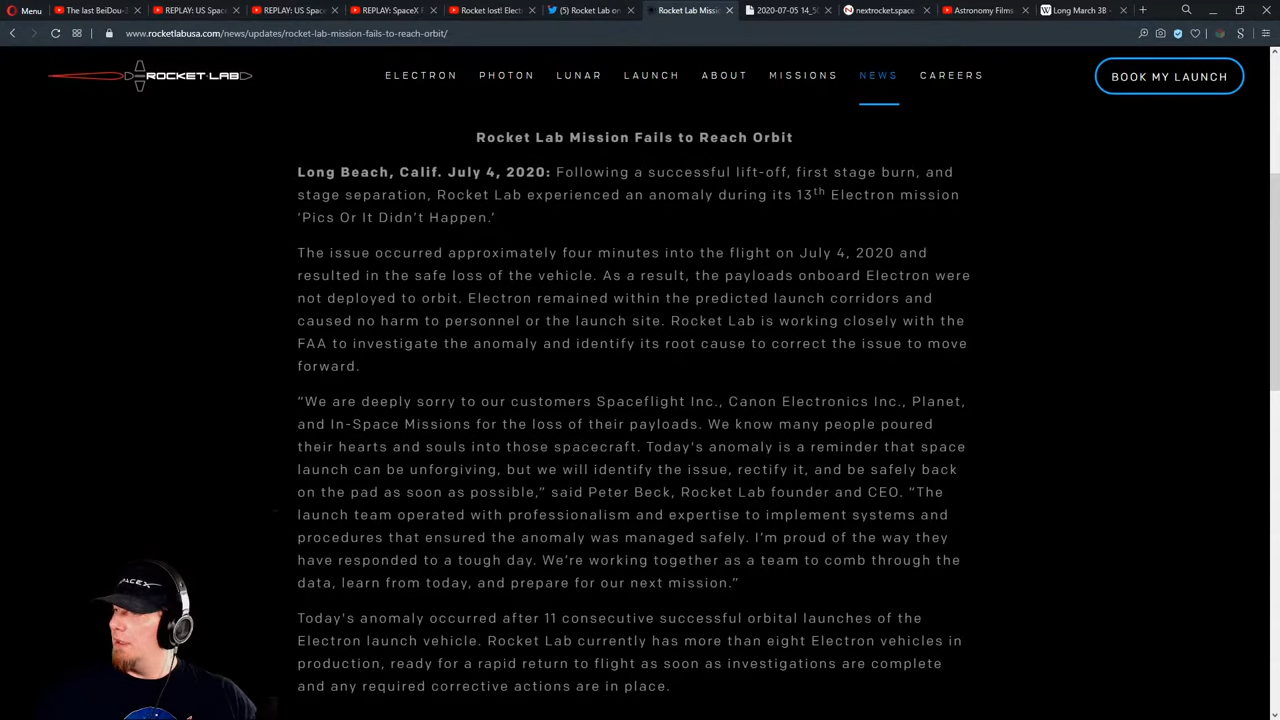 Menu
The last BeiDou-
REPLAY: US Space
REPLAY: US Spac
REPLAY: SpaceX F
Rocket lost! Elect
(5) Rocket Lab on
Rocket Lab Missi
2020-07-05 14_50
nextrocket.space
Astronomy Films
Long March 3B -
www.rocketlabusa.com/news/updates/rocket-lab-mission-fails-to-reach-orbit/
ROCKET LAB
ELECTRON PHOTON LUNAR LAUNCH ABOUT MISSIONS NEWS CAREERS
BOOK MY LAUNCH
Rocket Lab Mission Fails to Reach Orbit
Long Beach, Calif. July 4, 2020: Following a successful lift-off, first stage burn, and
stage separation, Rocket Lab experienced an anomaly during its 13th Electron mission
‘Pics Or It Didn’t Happen.’
The issue occurred approximately four minutes into the flight on July 4, 2020 and
resulted in the safe loss of the vehicle. As a result, the payloads onboard Electron were
not deployed to orbit. Electron remained within the predicted launch corridors and
caused no harm to personnel or the launch site. Rocket Lab is working closely with the
FAA to investigate the anomaly and identify its root cause to correct the issue to move
forward.
“We are deeply sorry to our customers Spaceflight Inc., Canon Electronics Inc., Planet,
and In-Space Missions for the loss of their payloads. We know many people poured
their hearts and souls into those spacecraft. Today's anomaly is a reminder that space
launch can be unforgiving, but we will identify the issue, rectify it, and be safely back
on the pad as soon as possible,” said Peter Beck, Rocket Lab founder and CEO. “The
launch team operated with professionalism and expertise to implement systems and
procedures that ensured the anomaly was managed safely. I’m proud of the way they
have responded to a tough day. We’re working together as a team to comb through the
data, learn from today, and prepare for our next mission.”
Today's anomaly occurred after 11 consecutive successful orbital launches of the
Electron launch vehicle. Rocket Lab currently has more than eight Electron vehicles in
production, ready for a rapid return to flight as soon as investigations are complete
and any required corrective actions are in place.
SPACEX